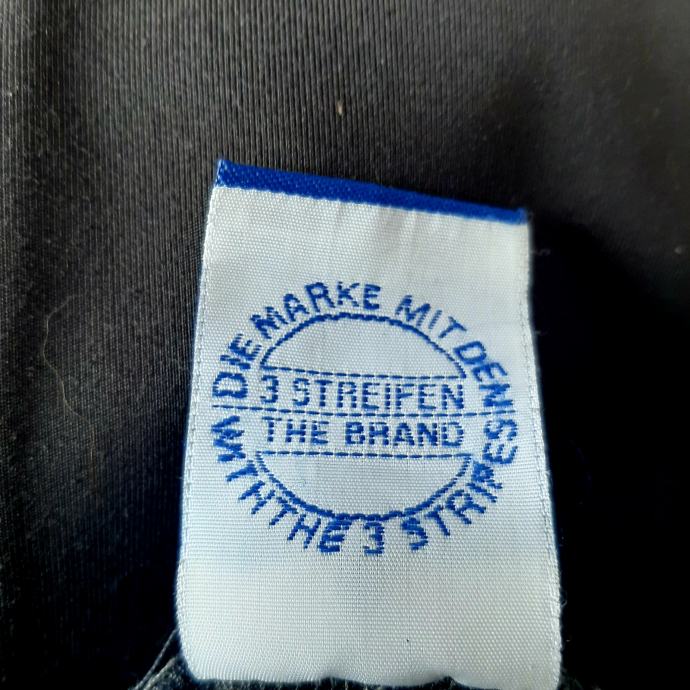 DIE MARKE MIT DEN
3 STREIFEN
THE BRAND
WITH THE 3 STRIPES